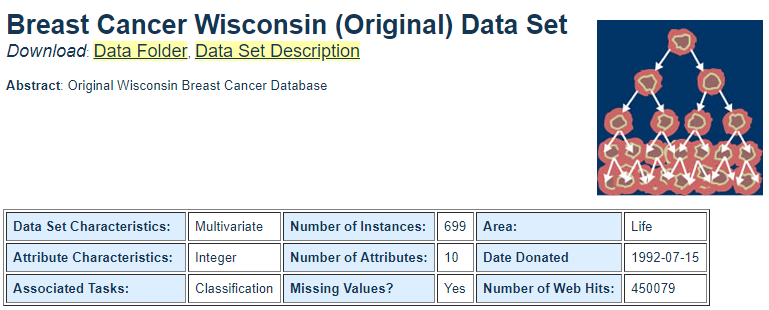 Breast Cancer Wisconsin (Original) Data Set
Download: Data Folder, Data Set Description
Abstract: Original Wisconsin Breast Cancer Database
Data Set Characteristics: Multivariate Number of Instances: 699 Area: Life
Attribute Characteristics: Integer Number of Attributes: 10 Date Donated 1992-07-15
Associated Tasks: Classification Missing Values? Yes Number of Web Hits: 450079